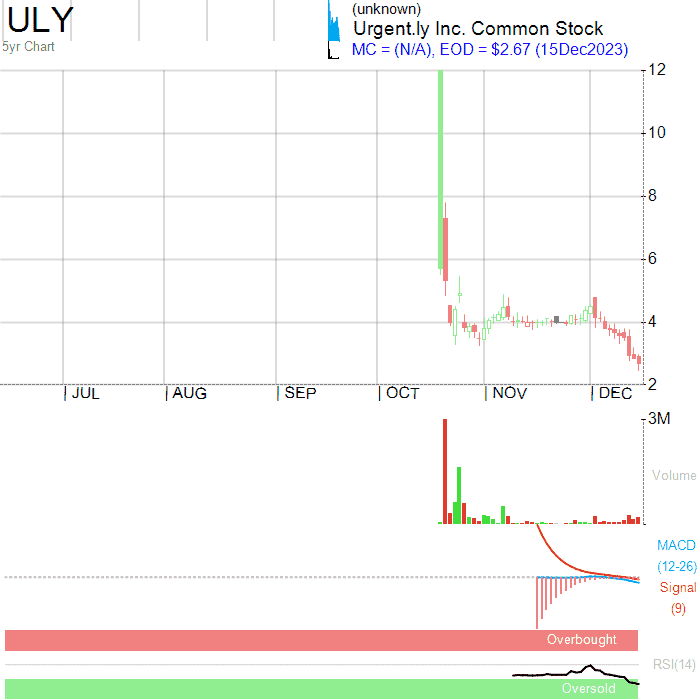 ULY
(unknown)
Urgent.ly Inc. Common Stock
5yr Chart
MC = (N/A), EOD = $2.67 (15Dec2023)
12
10
8
6
4
2
JUL AUG SEP OCT NOV DEC
3M
Volume
MACD
(12-26)
Signal
(9)
Overbought
RSI(14)
Oversold